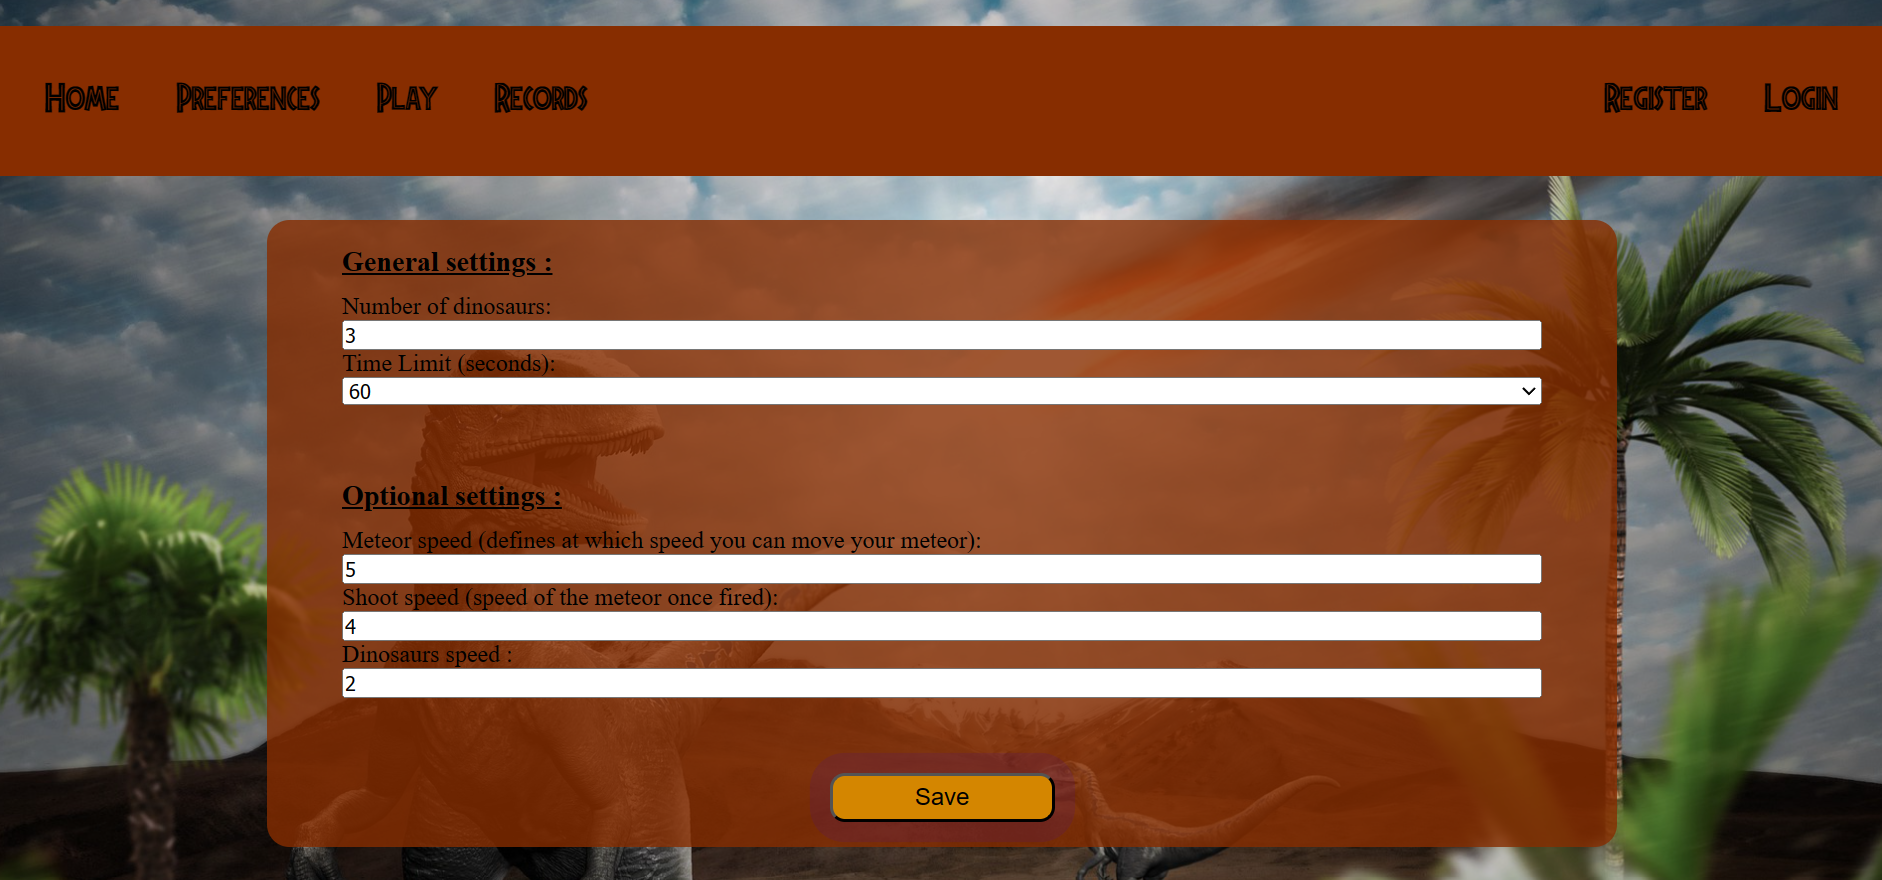 Home Preferences Play Records Register Login
General settings :
Number of dinosaurs:
3
Time Limit (seconds):
60
Optional settings :
Meteor speed (defines at which speed you can move your meteor):
5
Shoot speed (speed of the meteor once fired):
4
Dinosaurs speed :
2
Save